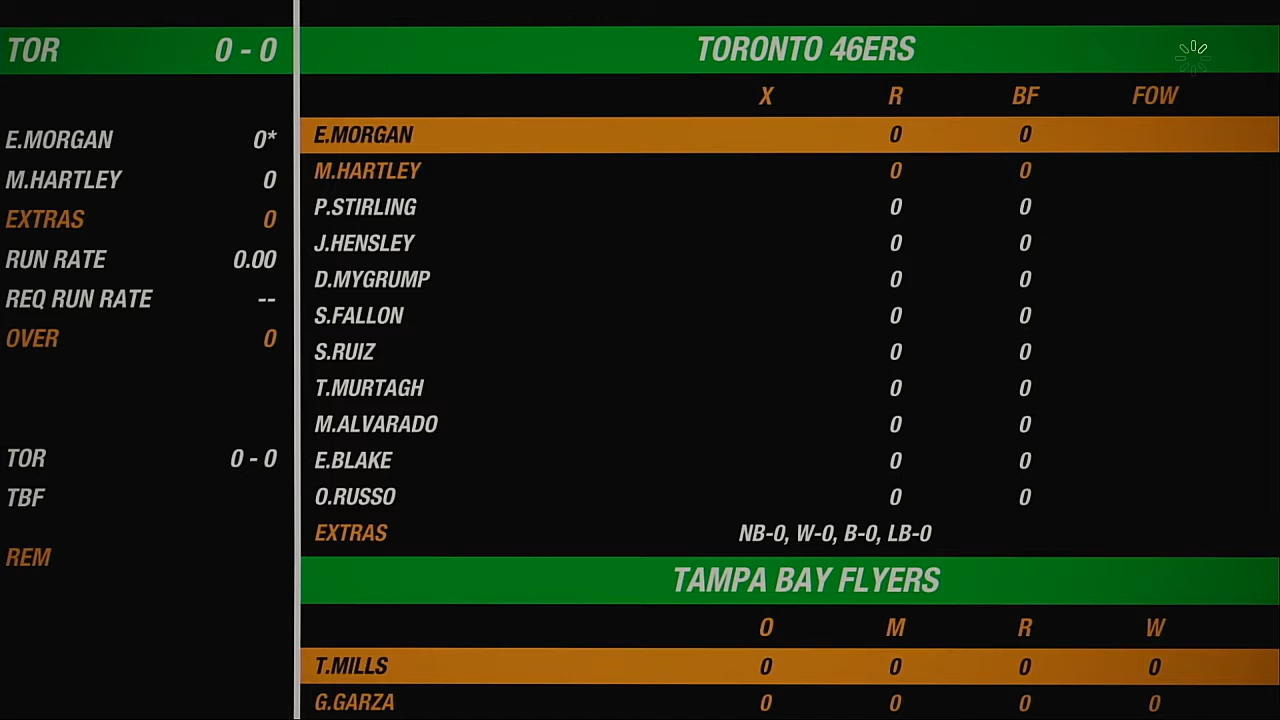 TOR 0 - 0
E.MORGAN 0*
M.HARTLEY 0
EXTRAS 0
RUN RATE 0.00
REQ RUN RATE --
OVER 0
TOR 0 - 0
TBF
REM
TORONTO 46ERS
X R BF FOW
E.MORGAN 0 0
M.HARTLEY 0 0
P.STIRLING 0 0
J.HENSLEY 0 0
D.MYGRUMP 0 0
S.FALLON 0 0
S.RUIZ 0 0
T.MURTAGH 0 0
M.ALVARADO 0 0
E.BLAKE 0 0
O.RUSSO 0 0
EXTRAS NB-0, W-0, B-0, LB-0
TAMPA BAY FLYERS
O M R W
T.MILLS 0 0 0 0
G.GARZA 0 0 0 0